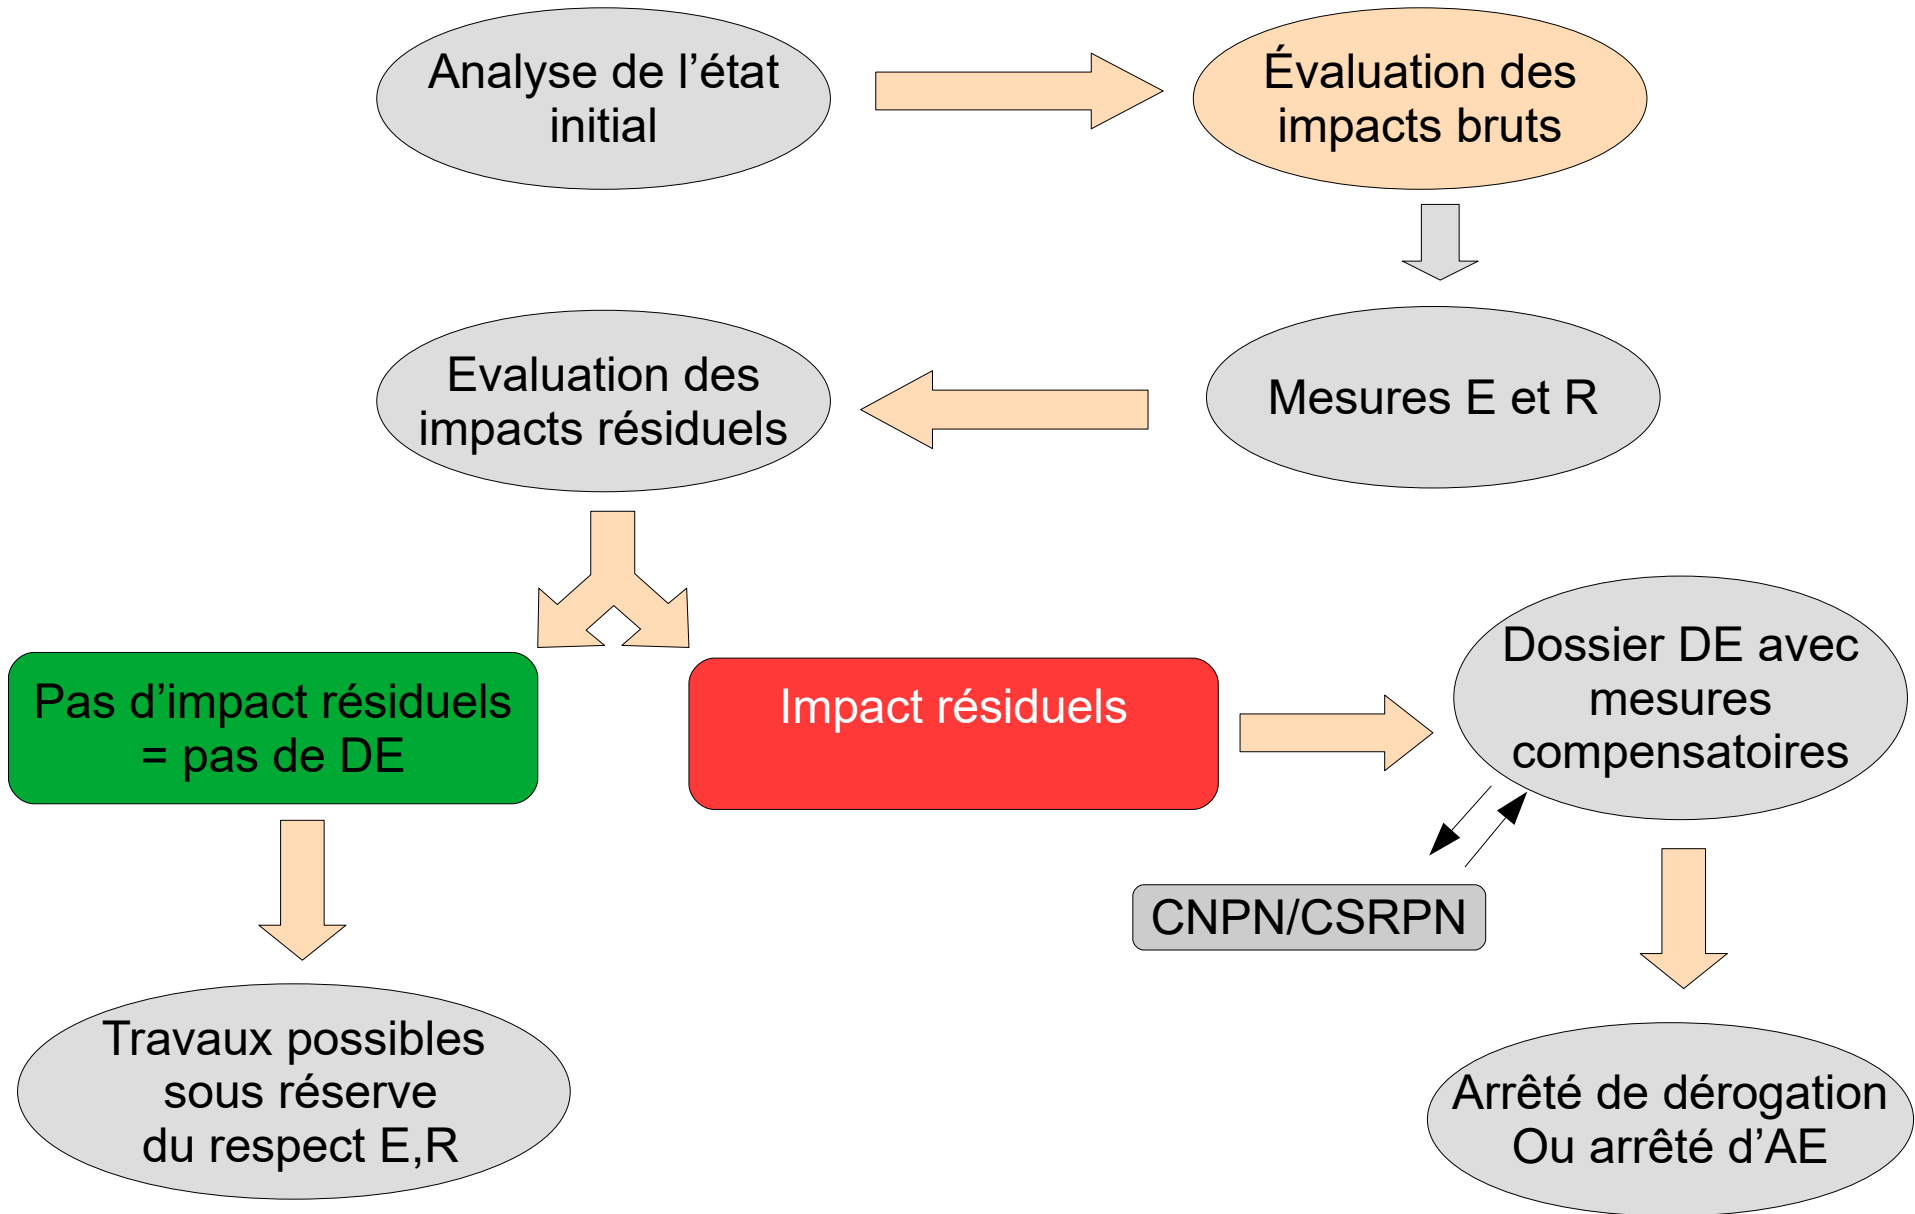 Analyse de l’état
initial
Évaluation des
impacts bruts
Evaluation des
impacts résiduels
Mesures E et R
Pas d’impact résiduels
= pas de DE
Impact résiduels
Dossier DE avec
mesures
compensatoires
CNPN/CSRPN
Travaux possibles
sous réserve
du respect E,R
Arrêté de dérogation
Ou arrêté d’AE